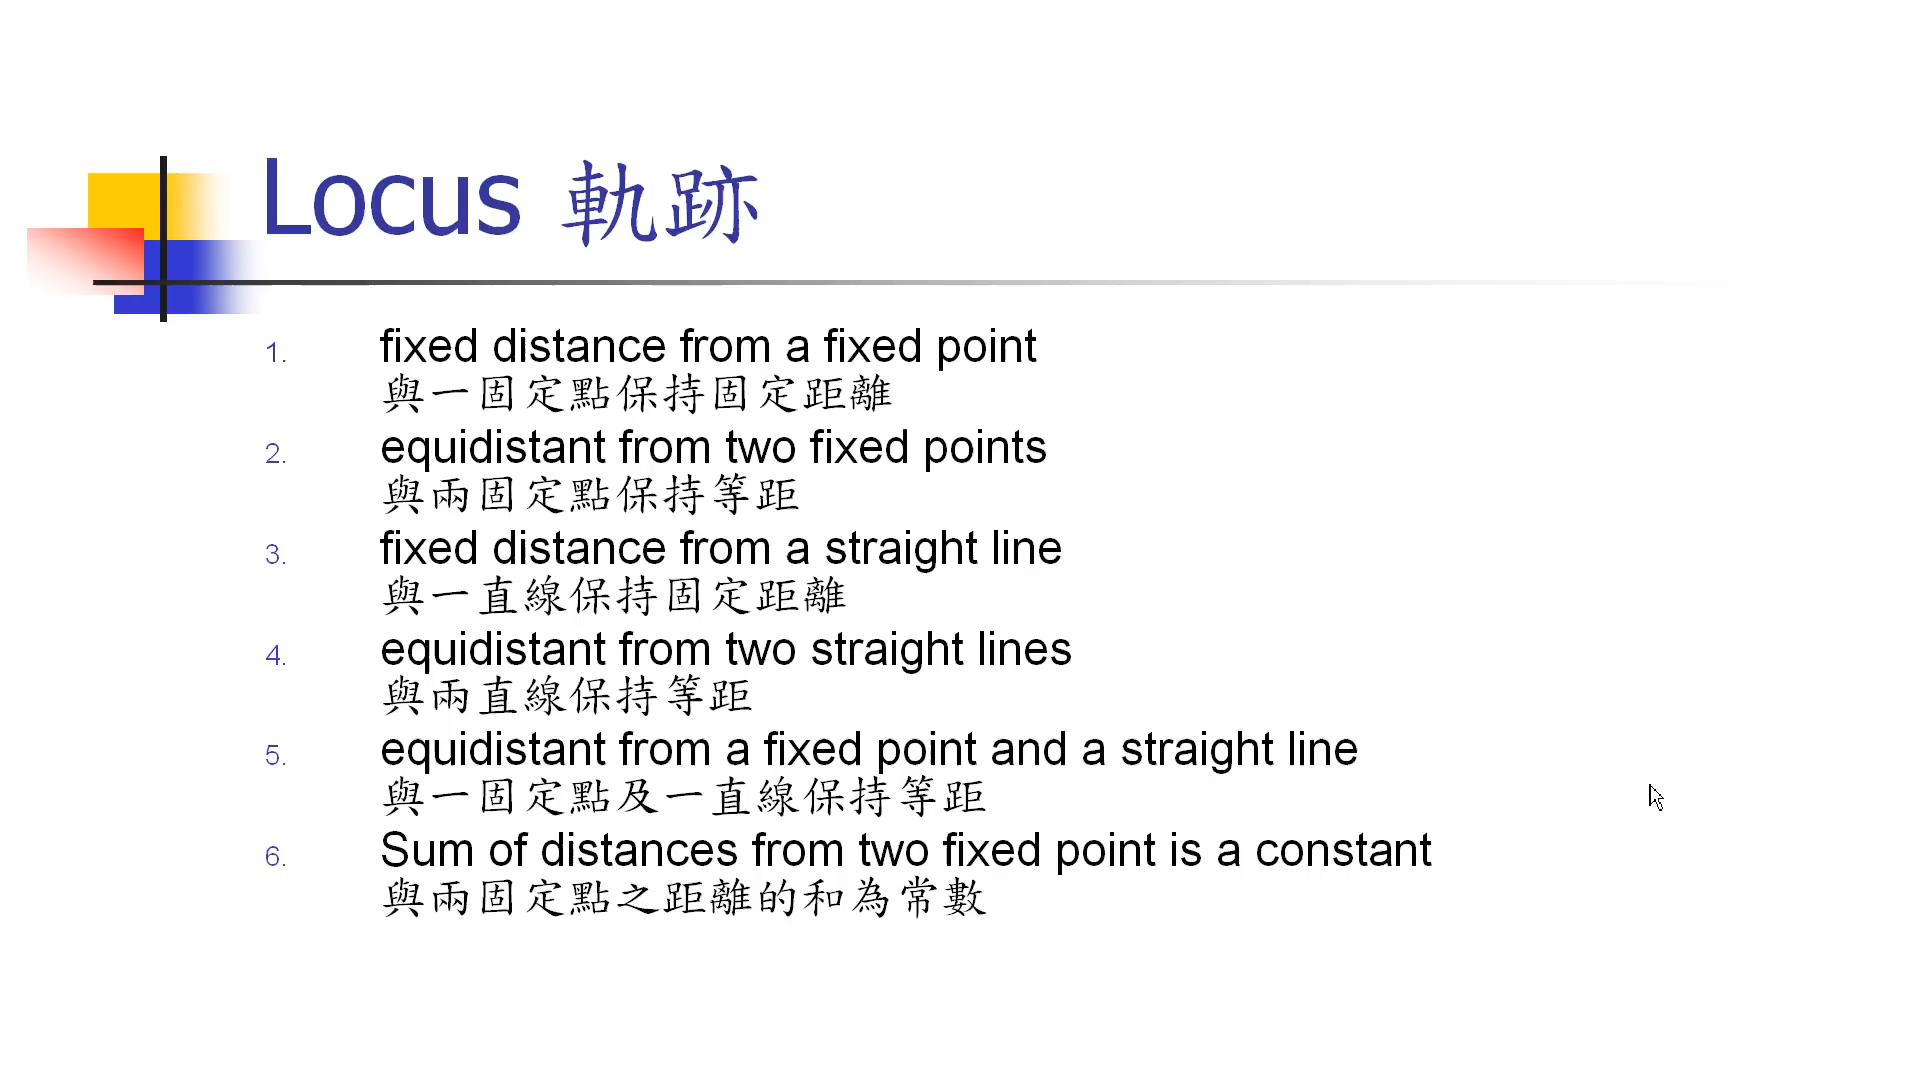 Locus 軌跡
1. fixed distance from a fixed point
與一固定點保持固定距離
2. equidistant from two fixed points
與兩固定點保持等距
3. fixed distance from a straight line
與一直線保持固定距離
4. equidistant from two straight lines
與兩直線保持等距
5. equidistant from a fixed point and a straight line
與一固定點及一直線保持等距
6. Sum of distances from two fixed point is a constant
與兩固定點之距離的和為常數